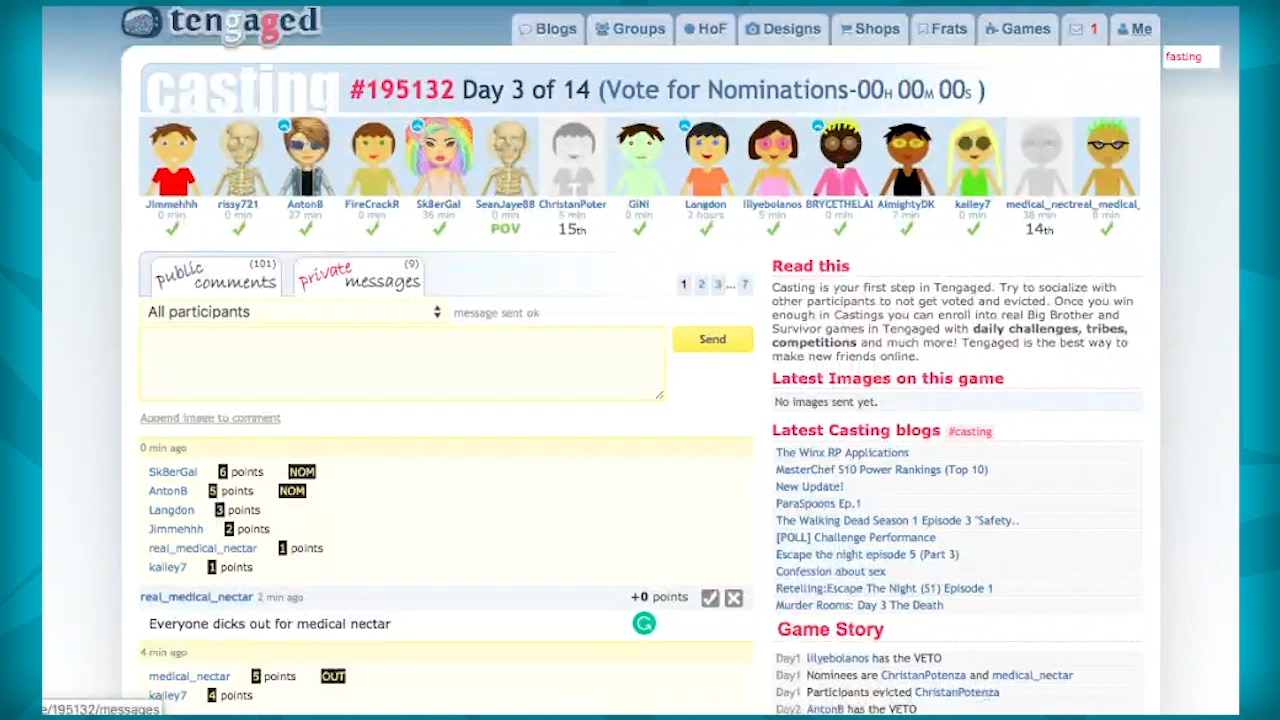 tengaged
Blogs Groups HoF Designs Shops Frats Games 1 Me
fasting
casting #195132 Day 3 of 14 (Vote for Nominations-00H 00M 00S )
Jimmehhh rissy721 AntonB FireCrackR Sk8erGal SeanJaye88 ChristanPoter GiNi Langdon lilyebolanos BRYCETHELAI AlmightyDK kailey7 medical_nectreal_medical_
0 min 0 min 27 min 0 min 36 min 0 min 5 min 0 min 2 hours 5 min 0 min 7 min 0 min 38 min 0 min
POV 15th 14th
public comments (101) private messages (9)
1 2 3 ... 7
All participants message sent ok
Send
Append image to comment
0 min ago
Sk8erGal 6 points NOM
AntonB 5 points NOM
Langdon 3 points
Jimmehhh 2 points
real_medical_nectar 1 points
kailey7 1 points
real_medical_nectar 2 min ago +0 points
Everyone dicks out for medical nectar
4 min ago
medical_nectar 5 points OUT
kailey7 4 points
e/195132/messages
Read this
Casting is your first step in Tengaged. Try to socialize with
other participants to not get voted and evicted. Once you win
enough in Castings you can enroll into real Big Brother and
Survivor games in Tengaged with daily challenges, tribes,
competitions and much more! Tengaged is the best way to
make new friends online.
Latest Images on this game
No images sent yet.
Latest Casting blogs #casting
The Winx RP Applications
MasterChef S10 Power Rankings (Top 10)
New Update!
ParaSpoons Ep.1
The Walking Dead Season 1 Episode 3 "Safety..
[POLL] Challenge Performance
Escape the night episode 5 (Part 3)
Confession about sex
Retelling:Escape The Night (S1) Episode 1
Murder Rooms: Day 3 The Death
Game Story
Day1 lilyebolanos has the VETO
Day1 Nominees are ChristanPotenza and medical_nectar
Day1 Participants evicted ChristanPotenza
Day2 AntonB has the VETO